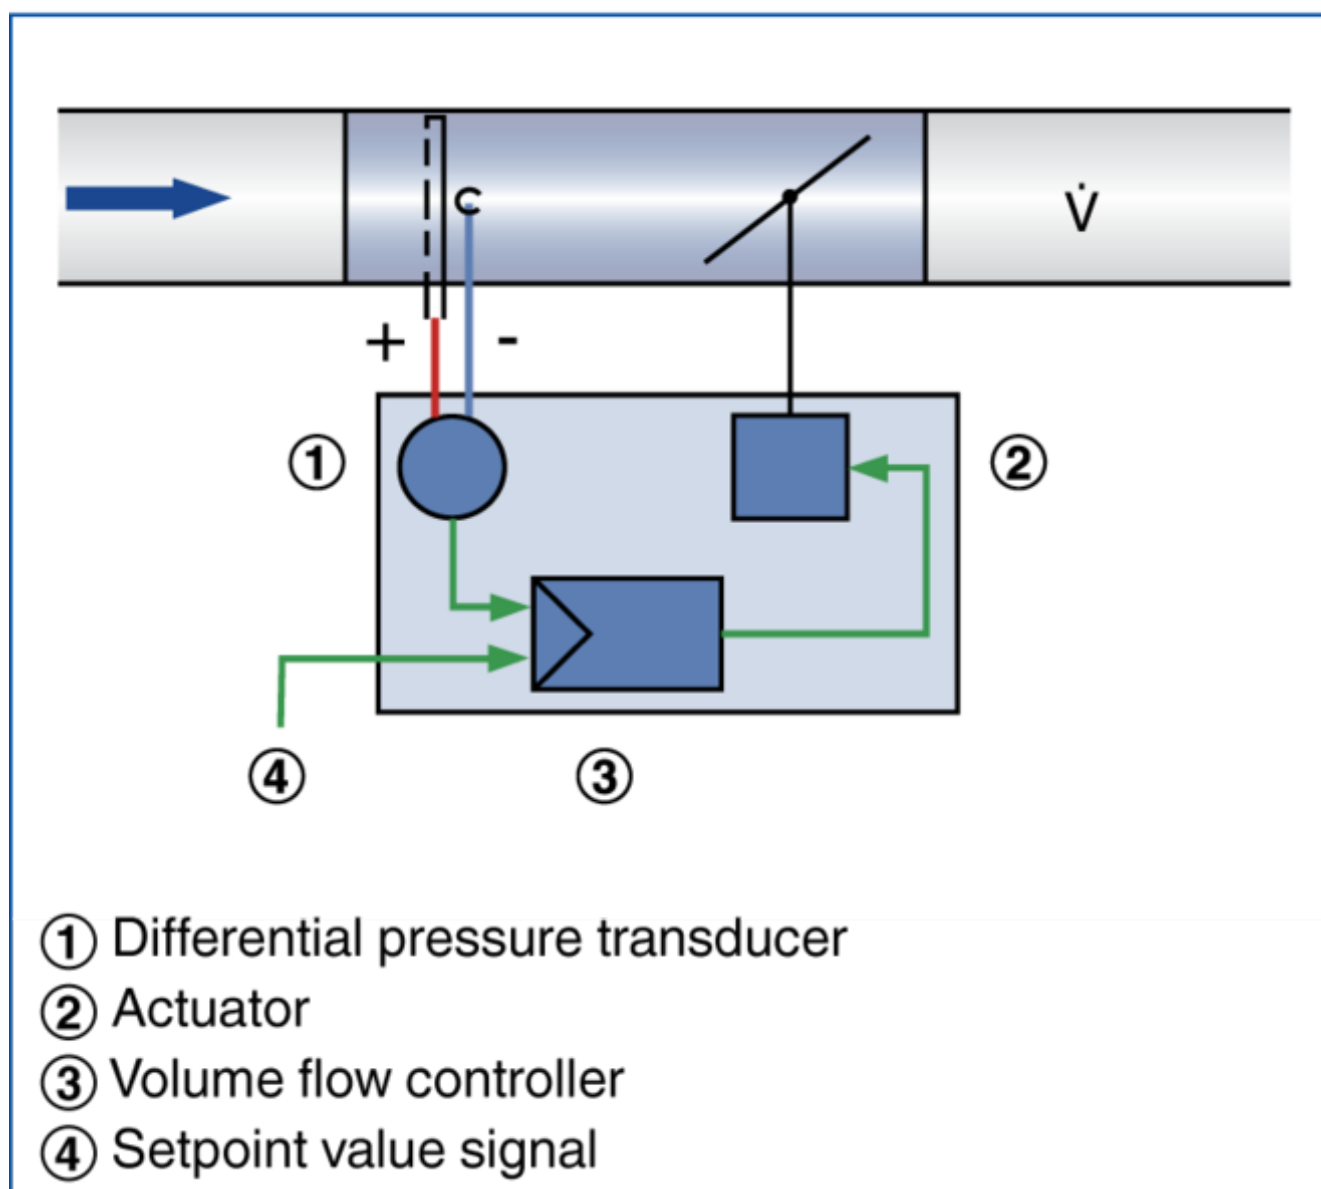 V̇
+ -
① ②
④ ③
① Differential pressure transducer
② Actuator
③ Volume flow controller
④ Setpoint value signal